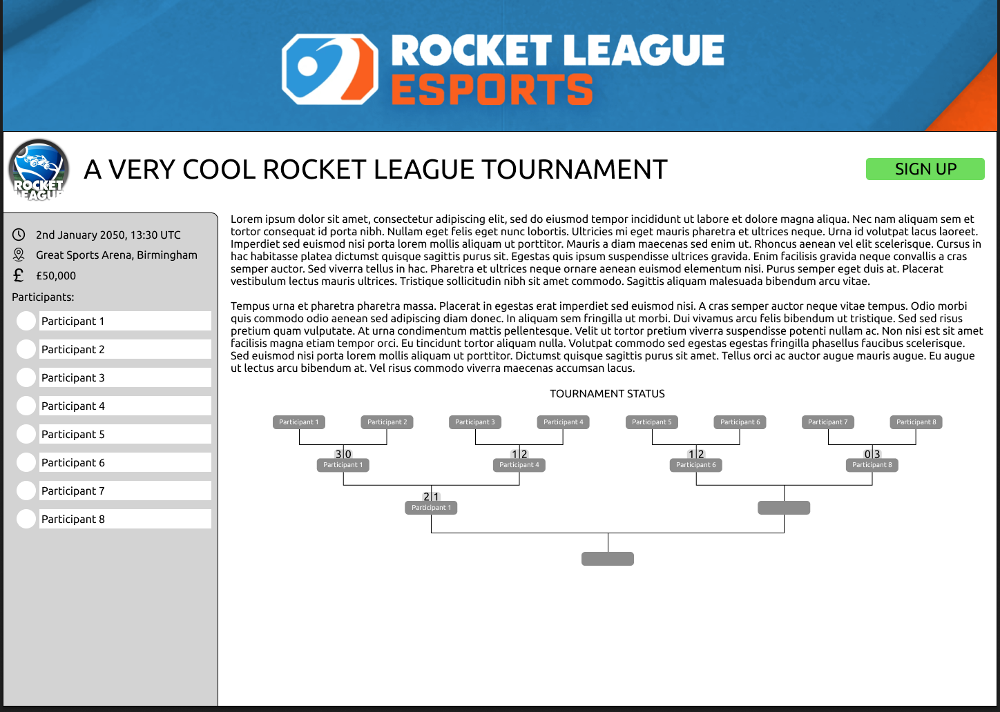 ROCKET LEAGUE
ESPORTS
ROCKET
LEAGUE
A VERY COOL ROCKET LEAGUE TOURNAMENT
SIGN UP
2nd January 2050, 13:30 UTC
Great Sports Arena, Birmingham
£ £50,000
Participants:
Participant 1
Participant 2
Participant 3
Participant 4
Participant 5
Participant 6
Participant 7
Participant 8
Lorem ipsum dolor sit amet, consectetur adipiscing elit, sed do eiusmod tempor incididunt ut labore et dolore magna aliqua. Nec nam aliquam sem et
tortor consequat id porta nibh. Nullam eget felis eget nunc lobortis. Ultricies mi eget mauris pharetra et ultrices neque. Urna id volutpat lacus laoreet.
Imperdiet sed euismod nisi porta lorem mollis aliquam ut porttitor. Mauris a diam maecenas sed enim ut. Rhoncus aenean vel elit scelerisque. Cursus in
hac habitasse platea dictumst quisque sagittis purus sit. Egestas quis ipsum suspendisse ultrices gravida. Enim facilisis gravida neque convallis a cras
semper auctor. Sed viverra tellus in hac. Pharetra et ultrices neque ornare aenean euismod elementum nisi. Purus semper eget duis at. Placerat
vestibulum lectus mauris ultrices. Tristique sollicitudin nibh sit amet commodo. Sagittis aliquam malesuada bibendum arcu vitae.
Tempus urna et pharetra pharetra massa. Placerat in egestas erat imperdiet sed euismod nisi. A cras semper auctor neque vitae tempus. Odio morbi
quis commodo odio aenean sed adipiscing diam donec. In aliquam sem fringilla ut morbi. Dui vivamus arcu felis bibendum ut tristique. Sed sed risus
pretium quam vulputate. At urna condimentum mattis pellentesque. Velit ut tortor pretium viverra suspendisse potenti nullam ac. Non nisi est sit amet
facilisis magna etiam tempor orci. Eu tincidunt tortor aliquam nulla. Volutpat commodo sed egestas egestas fringilla phasellus faucibus scelerisque.
Sed euismod nisi porta lorem mollis aliquam ut porttitor. Dictumst quisque sagittis purus sit amet. Tellus orci ac auctor augue mauris augue. Eu augue
ut lectus arcu bibendum at. Vel risus commodo viverra maecenas accumsan lacus.
TOURNAMENT STATUS
Participant 1 Participant 2 Participant 3 Participant 4 Participant 5 Participant 6 Participant 7 Participant 8
3 0 1 2 1 2 0 3
Participant 1 Participant 4 Participant 6 Participant 8
2 1
Participant 1